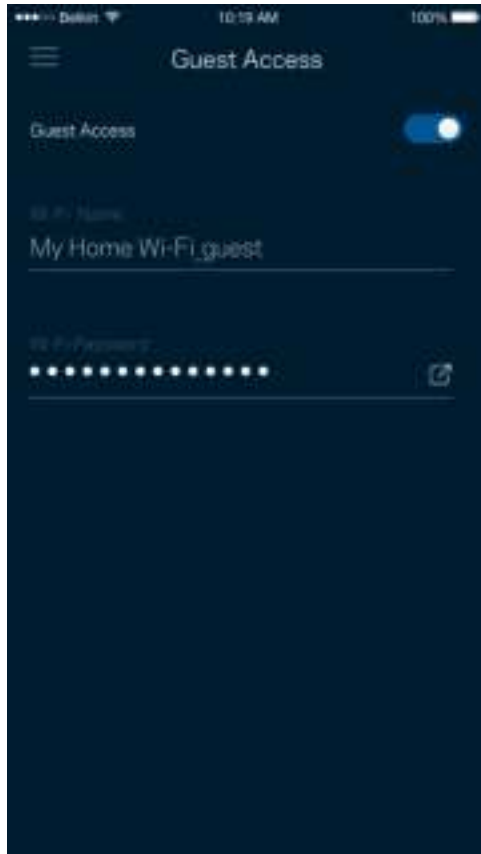 Belkin 10:19 AM 100%
Guest Access
Guest Access
Wi-Fi Name
My Home Wi-Fi_guest
Wi-Fi Password
••••••••••••••